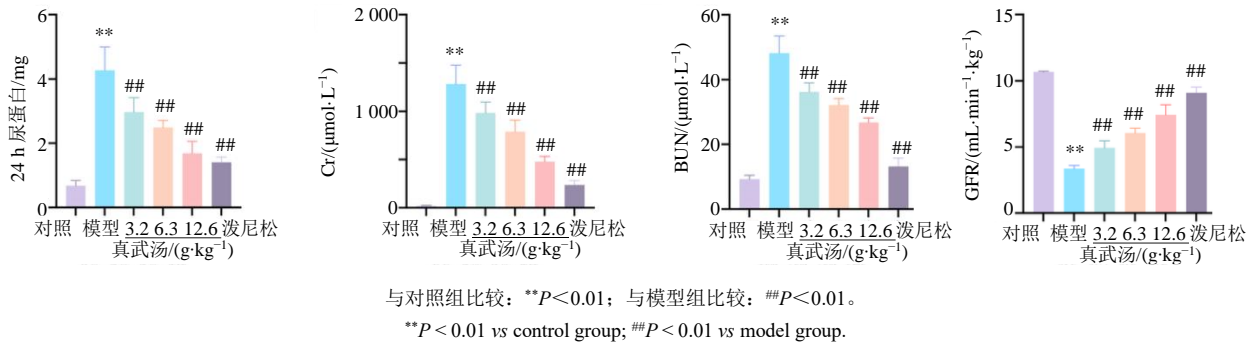 24 h 尿蛋白/mg
6
4
2
0
** ## ## ## ##
对照 模型 3.2 6.3 12.6 泼尼松
真武汤/(g·kg⁻¹)
Cr/(μmol·L⁻¹)
2 000
1 000
0
** ## ## ## ##
对照 模型 3.2 6.3 12.6 泼尼松
真武汤/(g·kg⁻¹)
BUN/(μmol·L⁻¹)
60
40
20
0
** ## ## ## ##
对照 模型 3.2 6.3 12.6 泼尼松
真武汤/(g·kg⁻¹)
GFR/(mL·min⁻¹·kg⁻¹)
15
10
5
0
** ## ## ## ##
对照 模型 3.2 6.3 12.6 泼尼松
真武汤/(g·kg⁻¹)
与对照组比较：**P＜0.01；与模型组比较：##P＜0.01。
**P < 0.01 vs control group; ##P < 0.01 vs model group.